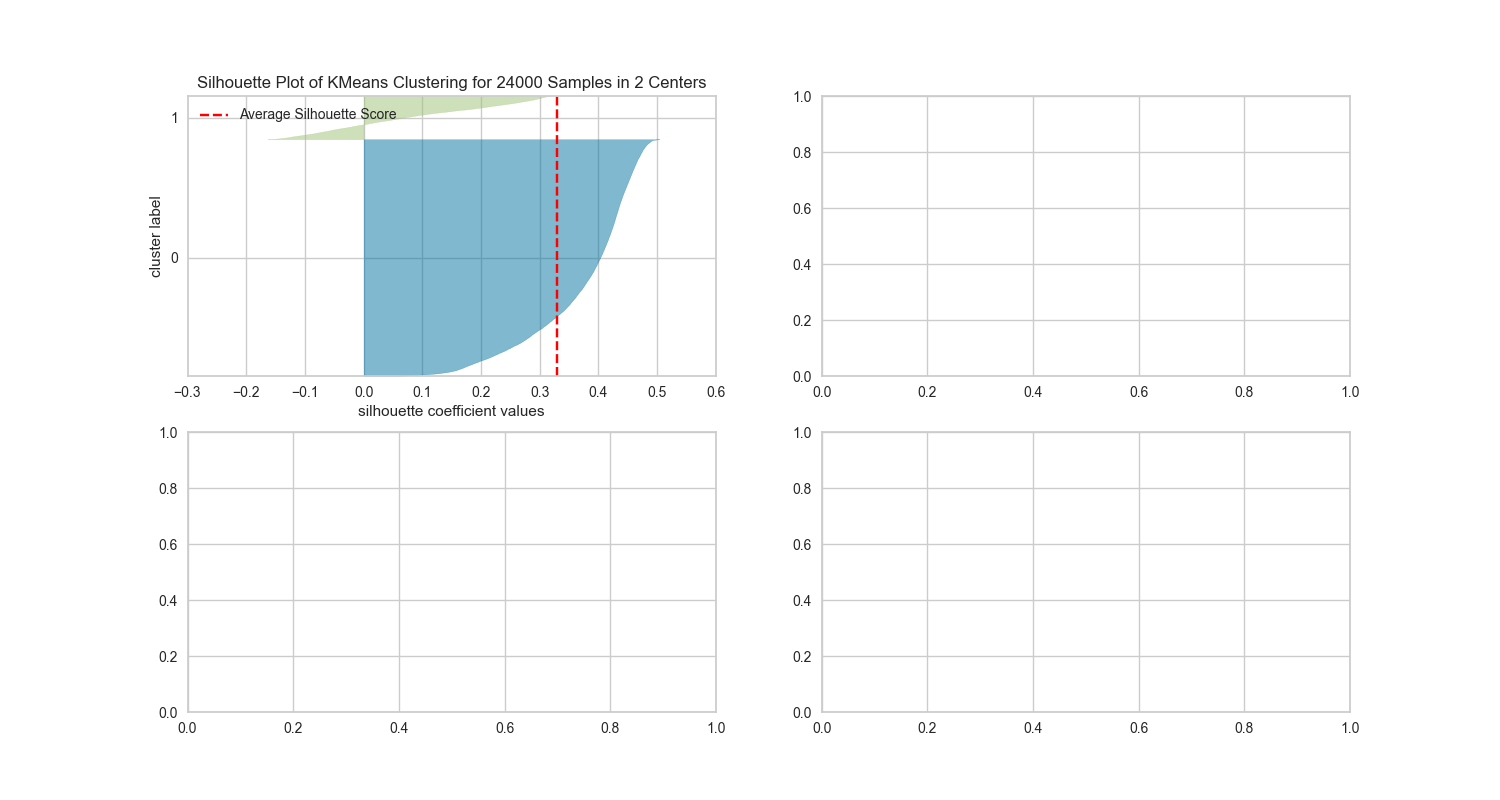 Silhouette Plot of KMeans Clustering for 24000 Samples in 2 Centers
Average Silhouette Score
1
0
cluster label
−0.3 −0.2 −0.1 0.0 0.1 0.2 0.3 0.4 0.5 0.6
silhouette coefficient values
1.0
0.8
0.6
0.4
0.2
0.0
0.0 0.2 0.4 0.6 0.8 1.0
1.0
0.8
0.6
0.4
0.2
0.0
0.0 0.2 0.4 0.6 0.8 1.0
1.0
0.8
0.6
0.4
0.2
0.0
0.0 0.2 0.4 0.6 0.8 1.0